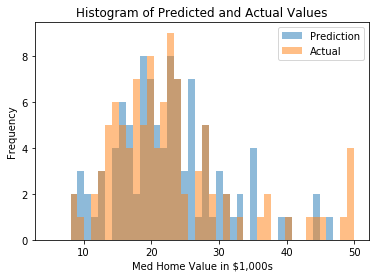 Histogram of Predicted and Actual Values
Prediction
Actual
Frequency
8
6
4
2
0
10
20
30
40
50
Med Home Value in $1,000s